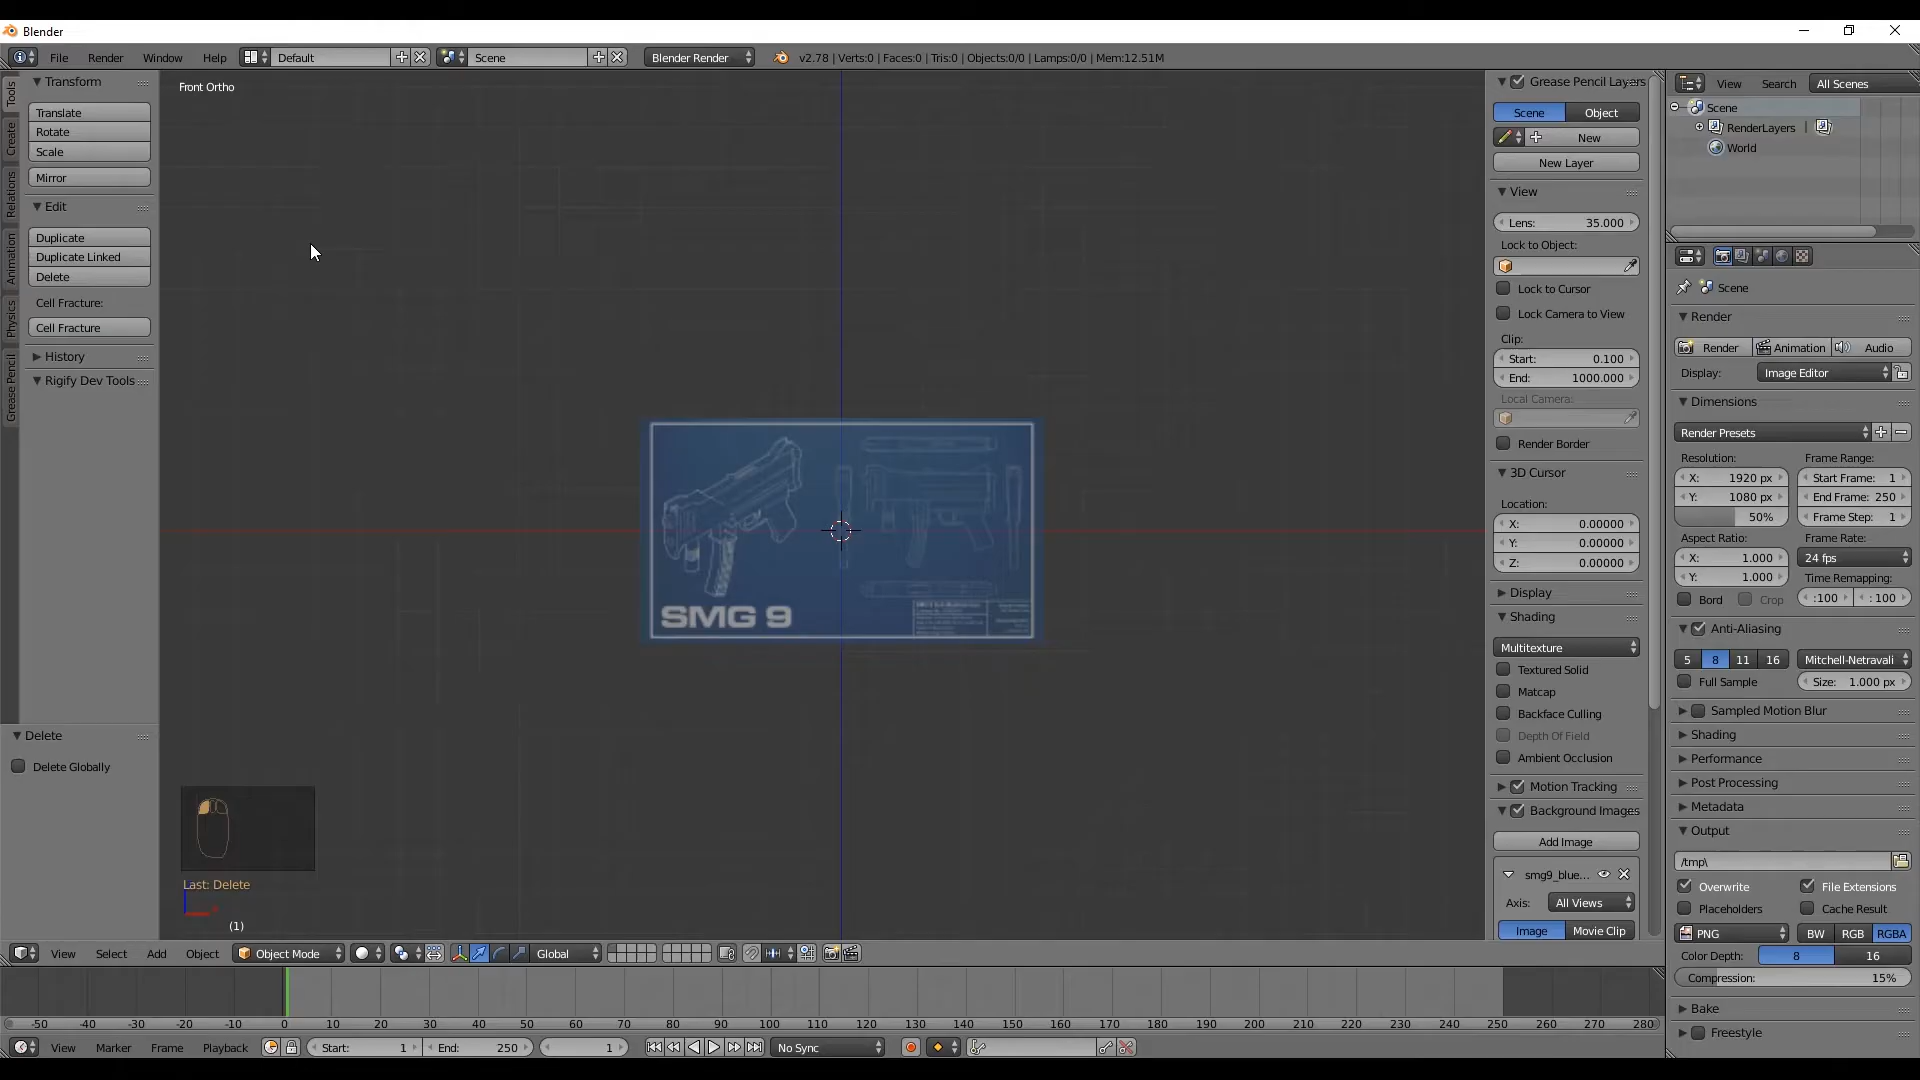 Blender
File Render Window Help Default Scene Blender Render v2.78 | Verts:0 | Faces:0 | Tris:0 | Objects:0/0 | Lamps:0/0 | Mem:12.51M
Tools
Create
Relations
Animation
Physics
Grease Pencil
Transform
Translate
Rotate
Scale
Mirror
Edit
Duplicate
Duplicate Linked
Delete
Cell Fracture:
Cell Fracture
History
Rigify Dev Tools
Delete
Delete Globally
Front Ortho
SMG 9
Last: Delete
(1)
Grease Pencil Layers
Scene Object
New
New Layer
View
Lens: 35.000
Lock to Object:
Lock to Cursor
Lock Camera to View
Clip:
Start: 0.100
End: 1000.000
Local Camera:
Render Border
3D Cursor
Location:
X: 0.00000
Y: 0.00000
Z: 0.00000
Display
Shading
Multitexture
Textured Solid
Matcap
Backface Culling
Depth Of Field
Ambient Occlusion
Motion Tracking
Background Images
Add Image
smg9_blue...
Axis: All Views
Image Movie Clip
View Search All Scenes
Scene
RenderLayers |
World
Scene
Render
Render Animation Audio
Display: Image Editor
Dimensions
Render Presets
Resolution: Frame Range:
X: 1920 px Start Frame: 1
Y: 1080 px End Frame: 250
50% Frame Step: 1
Aspect Ratio: Frame Rate:
X: 1.000 24 fps
Y: 1.000 Time Remapping:
Bord Crop :100 : 100
Anti-Aliasing
5 8 11 16 Mitchell-Netravali
Full Sample Size: 1.000 px
Sampled Motion Blur
Shading
Performance
Post Processing
Metadata
Output
/tmp\
Overwrite File Extensions
Placeholders Cache Result
PNG BW RGB RGBA
Color Depth: 8 16
Compression: 15%
Bake
Freestyle
View Select Add Object Object Mode Global
-50 -40 -30 -20 -10 0 10 20 30 40 50 60 70 80 90 100 110 120 130 140 150 160 170 180 190 200 210 220 230 240 250 260 270 280
View Marker Frame Playback Start: 1 End: 250 1 No Sync